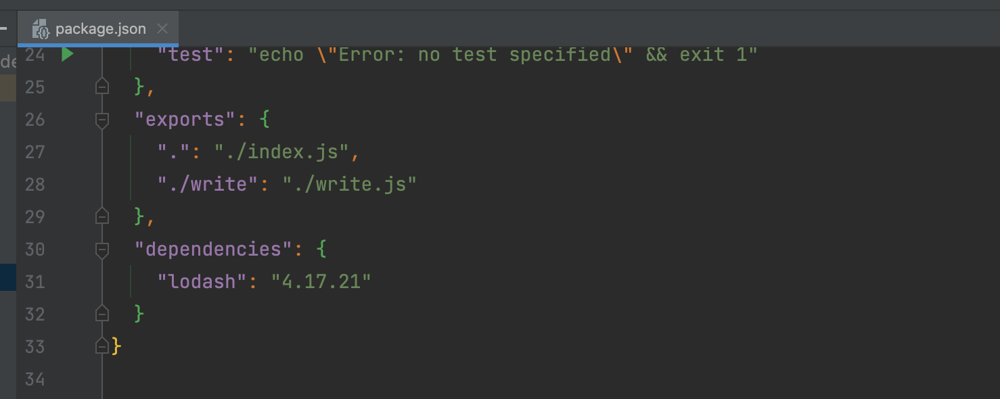 package.json
de
24 "test": "echo \"Error: no test specified\" && exit 1"
25 },
26 "exports": {
27 ".": "./index.js",
28 "./write": "./write.js"
29 },
30 "dependencies": {
31 "lodash": "4.17.21"
32 }
33 }
34